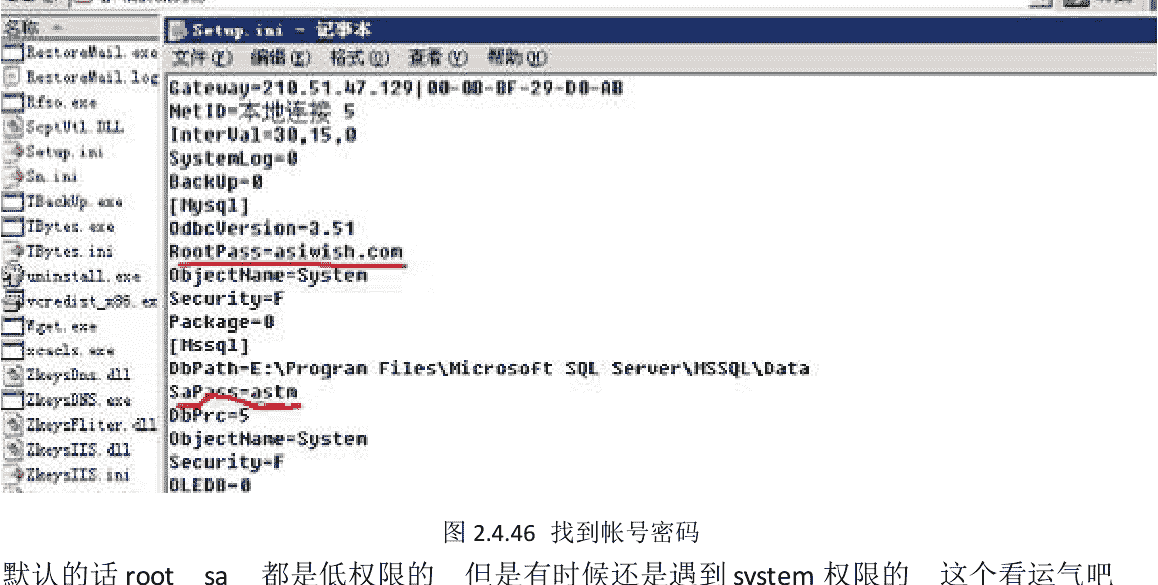 名称
Setup.ini - 记事本
文件(F) 编辑(E) 格式(O) 查看(V) 帮助(H)
RestoreMail.exe
RestoreMail.log
Rfso.exe
ScptUtl.DLL
Setup.ini
Sn.ini
TBackUp.exe
TBytes.exe
TBytes.ini
uninstall.exe
vcredist_x86.ex
Wget.exe
xcacls.exe
ZkeysDns.dll
ZkeysDNS.exe
ZkeysFliter.dll
ZkeysIIS.dll
ZkeysIIS.ini
Gateway=210.51.47.129|00-0D-BF-29-D0-AB
NetID=本地连接 5
InterVal=30,15,0
SystemLog=0
BackUp=0
[Mysql]
OdbcVersion=3.51
RootPass=asiwish.com
ObjectName=System
Security=F
Package=0
[Mssql]
DbPath=E:\Program Files\Microsoft SQL Server\MSSQL\Data
SaPass=astm
DbPrc=5
ObjectName=System
Security=F
OLEDB=0
图 2.4.46 找到帐号密码
默认的话 root sa 都是低权限的 但是有时候还是遇到 system 权限的 这个看运气吧